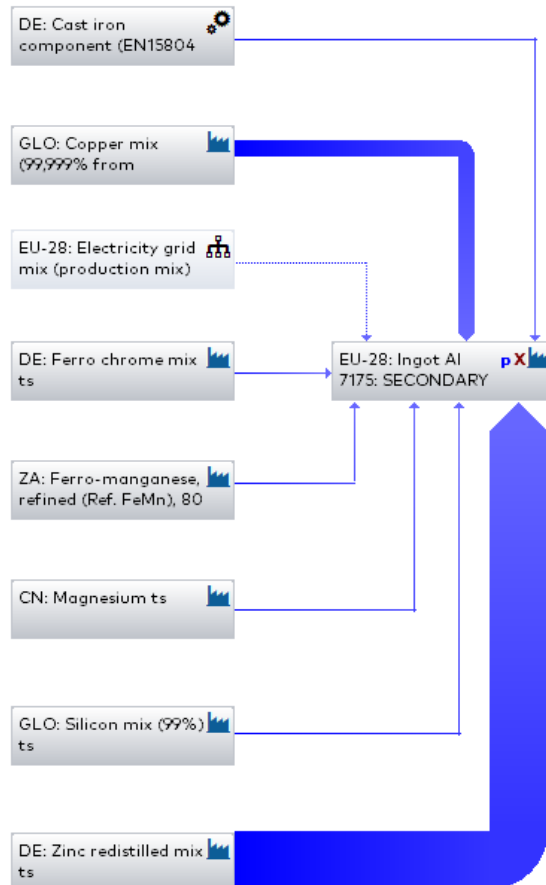 DE: Cast iron
component (EN15804
GLO: Copper mix
(99,999% from
EU-28: Electricity grid
mix (production mix)
DE: Ferro chrome mix
ts
EU-28: Ingot Al
7175: SECONDARY
pX
ZA: Ferro-manganese,
refined (Ref. FeMn), 80
CN: Magnesium ts
GLO: Silicon mix (99%)
ts
DE: Zinc redistilled mix
ts